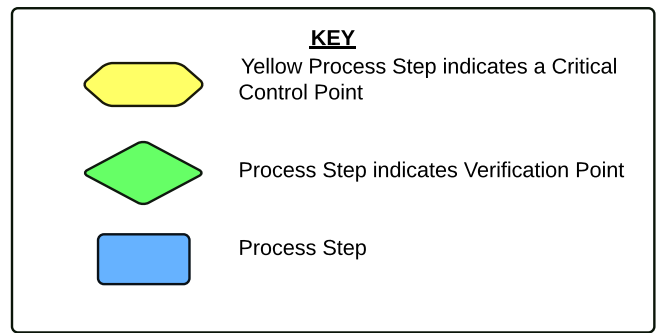 KEY
Yellow Process Step indicates a Critical
Control Point
Process Step indicates Verification Point
Process Step